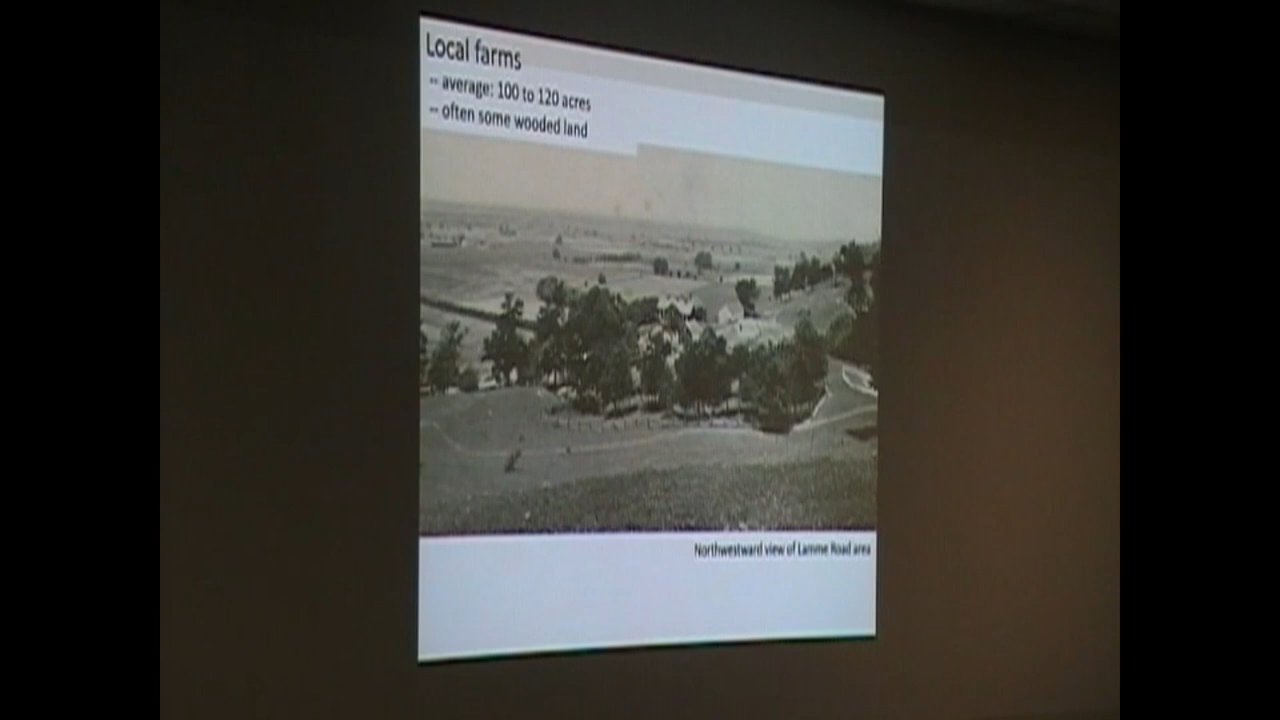 Local farms
-- average: 100 to 120 acres
-- often some wooded land
Northwestward view of Lamme Road area